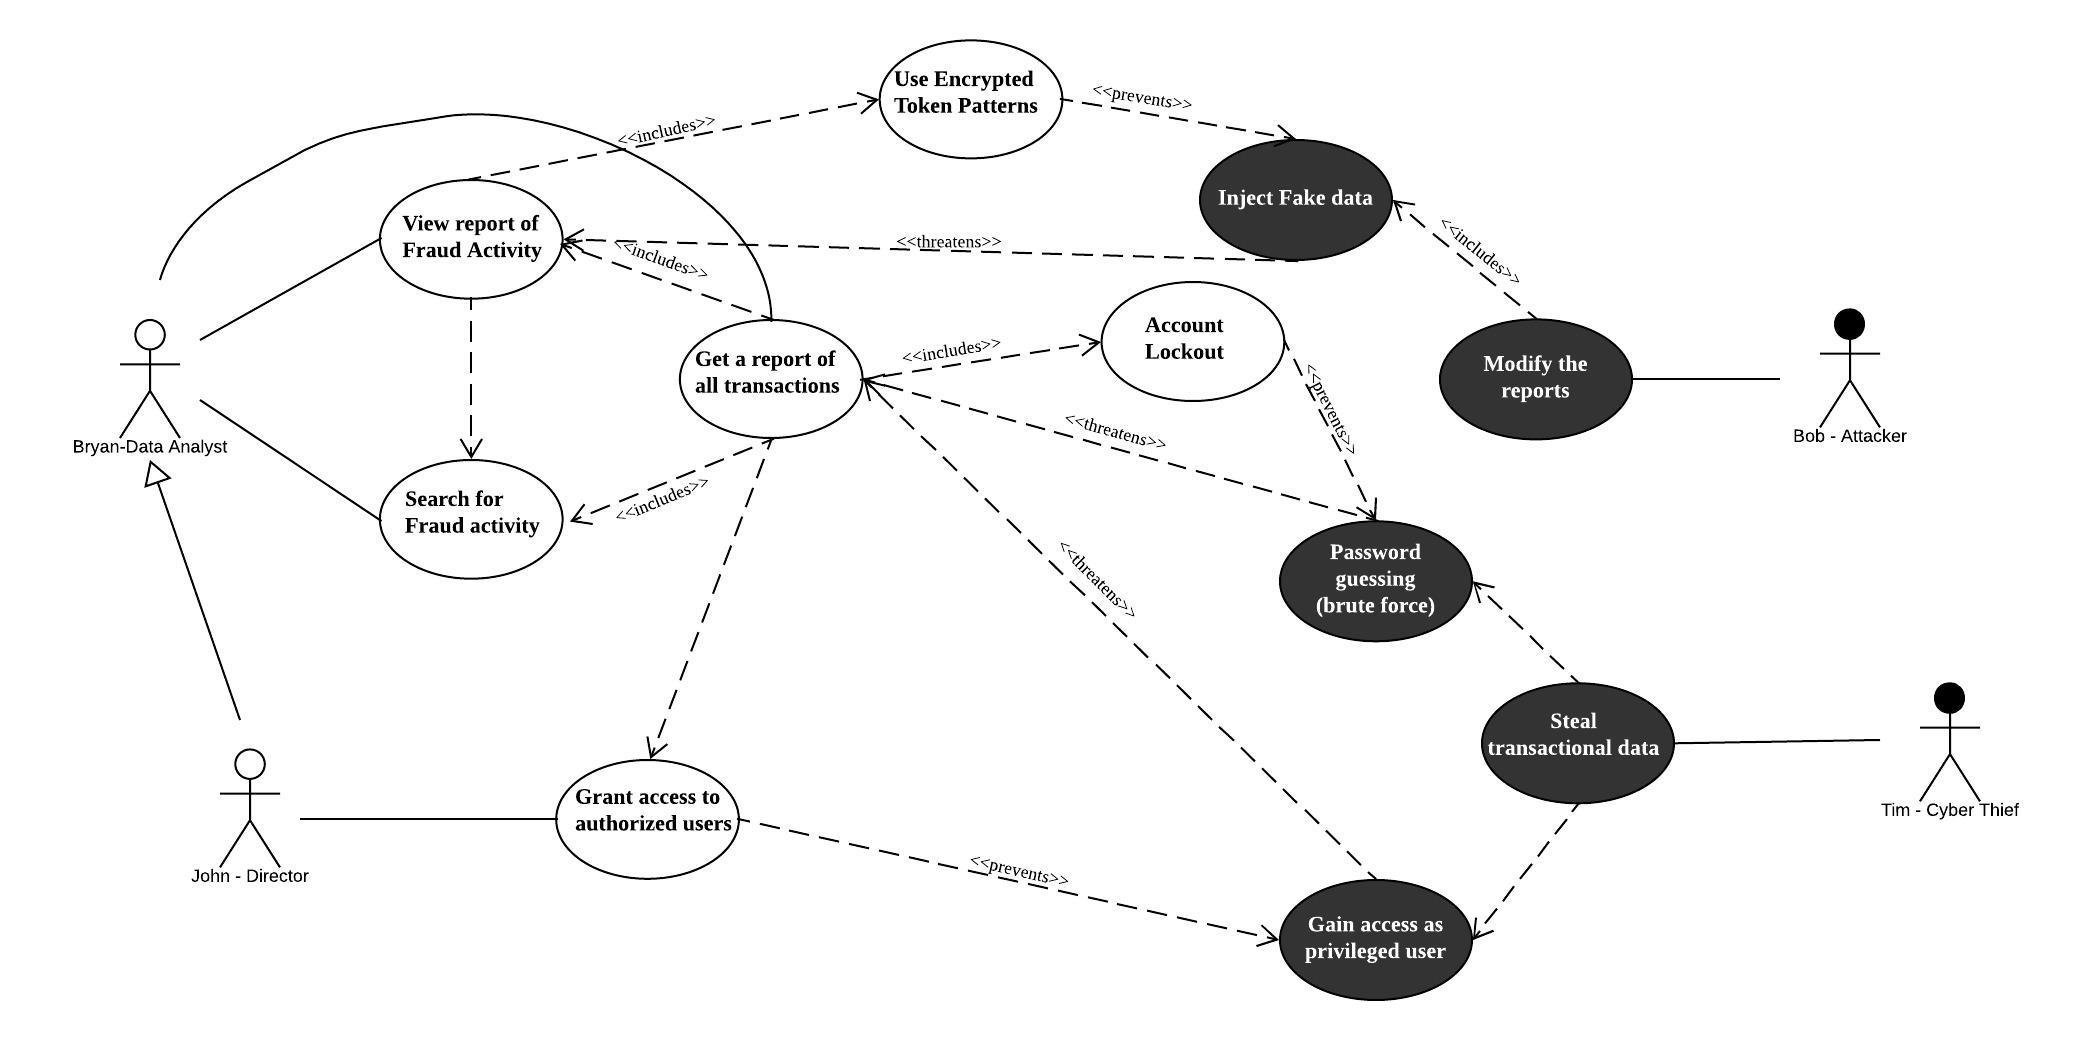 Use Encrypted
Token Patterns
<<prevents>>
<<includes>>
Inject Fake data
View report of
Fraud Activity
<<threatens>>
<<includes>>
<<includes>>
Account
Lockout
Get a report of
all transactions
<<includes>>
Modify the
reports
<<prevents>>
<<threatens>>
Bryan-Data Analyst
Bob - Attacker
Search for
Fraud activity
<<includes>>
Password
guessing
(brute force)
<<threatens>>
Steal
transactional data
Tim - Cyber Thief
Grant access to
authorized users
John - Director
<<prevents>>
Gain access as
privileged user